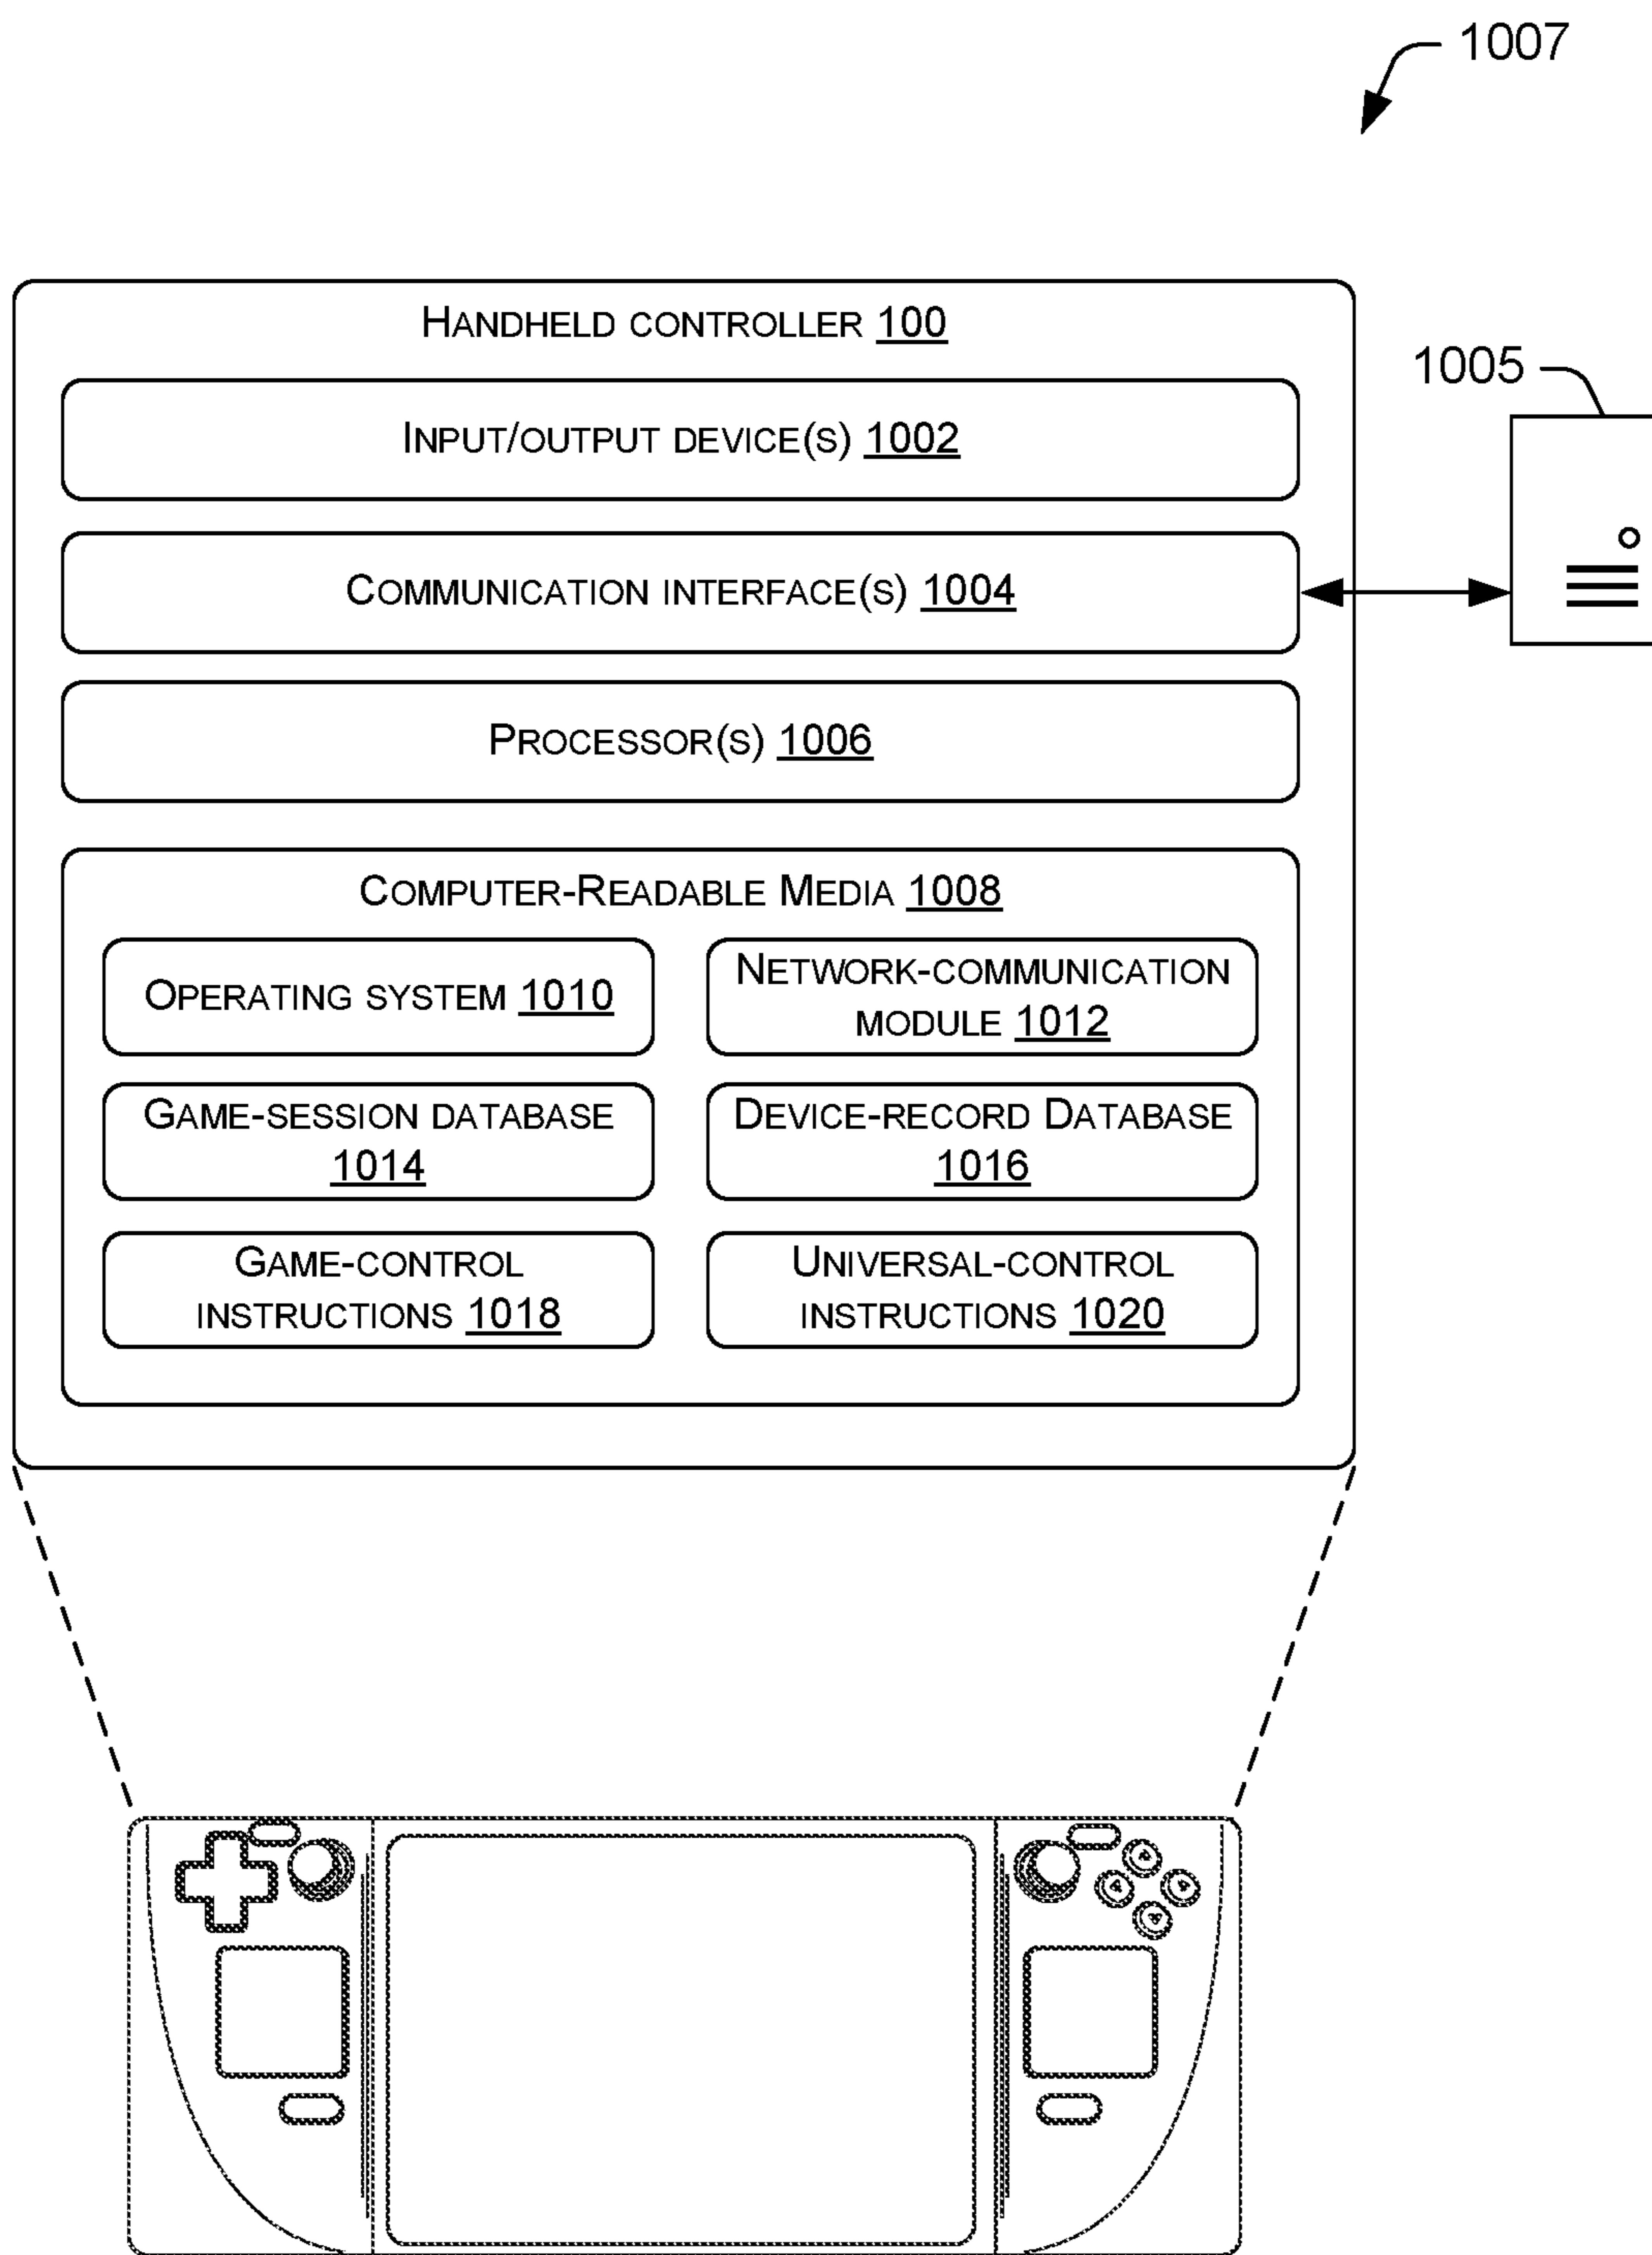 1007
HANDHELD CONTROLLER 100
1005
INPUT/OUTPUT DEVICE(S) 1002
COMMUNICATION INTERFACE(S) 1004
PROCESSOR(S) 1006
COMPUTER-READABLE MEDIA 1008
OPERATING SYSTEM 1010
NETWORK-COMMUNICATION
MODULE 1012
GAME-SESSION DATABASE
1014
DEVICE-RECORD DATABASE
1016
GAME-CONTROL
INSTRUCTIONS 1018
UNIVERSAL-CONTROL
INSTRUCTIONS 1020